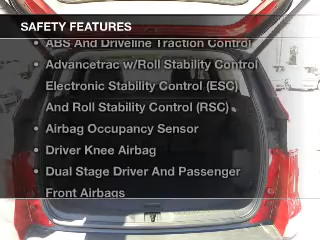 SAFETY FEATURES
• ABS And Driveline Traction Control
• Advancetrac w/Roll Stability Control
Electronic Stability Control (ESC)
And Roll Stability Control (RSC)
• Airbag Occupancy Sensor
• Driver Knee Airbag
• Dual Stage Driver And Passenger
Front Airbags